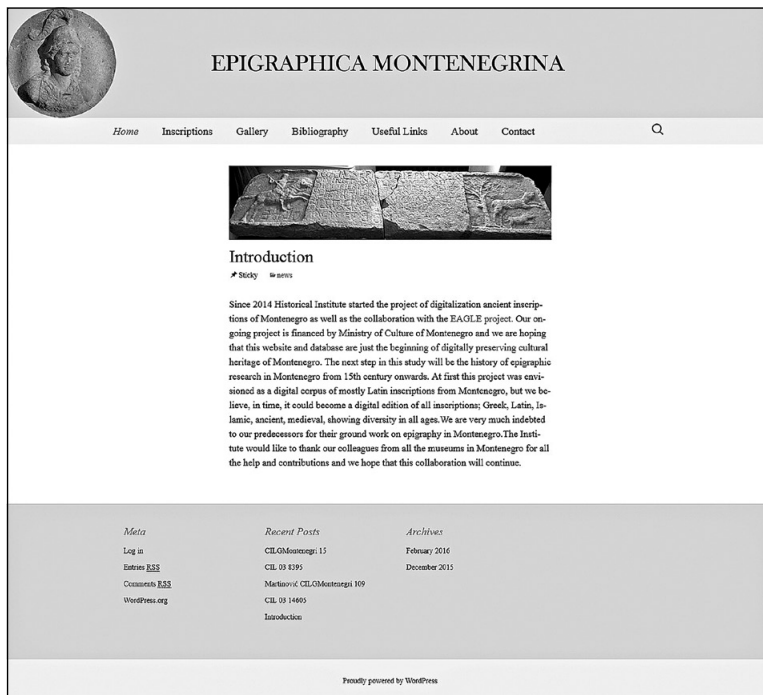 EPIGRAPHICA MONTENEGRINA
Home Inscriptions Gallery Bibliography Useful Links About Contact
Introduction
Sticky news
Since 2014 Historical Institute started the project of digitalization ancient inscrip-
tions of Montenegro as well as the collaboration with the EAGLE project. Our on-
going project is financed by Ministry of Culture of Montenegro and we are hoping
that this website and database are just the beginning of digitally preserving cultural
heritage of Montenegro. The next step in this study will be the history of epigraphic
research in Montenegro from 15th century onwards. At first this project was envi-
sioned as a digital corpus of mostly Latin inscriptions from Montenegro, but we be-
lieve, in time, it could become a digital edition of all inscriptions; Greek, Latin, Is-
lamic, ancient, medieval, showing diversity in all ages.We are very much indebted
to our predecessors for their ground work on epigraphy in Montenegro.The Insti-
tute would like to thank our colleagues from all the museums in Montenegro for all
the help and contributions and we hope that this collaboration will continue.
Meta
Log in
Entries RSS
Comments RSS
WordPress.org
Recent Posts
CILGMontenegri 15
CIL 03 8395
Martinović CILGMontenegri 109
CIL 03 14605
Introduction
Archives
February 2016
December 2015
Proudly powered by WordPress